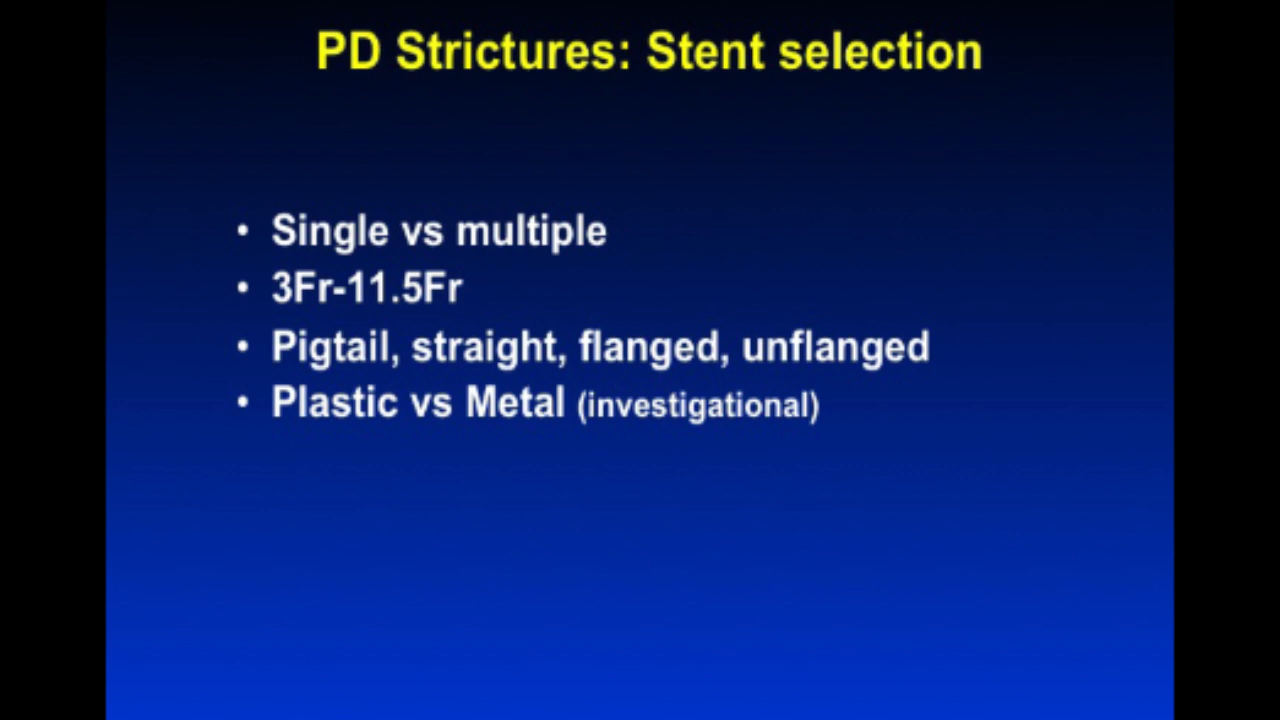 PD Strictures: Stent selection
• Single vs multiple
• 3Fr-11.5Fr
• Pigtail, straight, flanged, unflanged
• Plastic vs Metal (investigational)